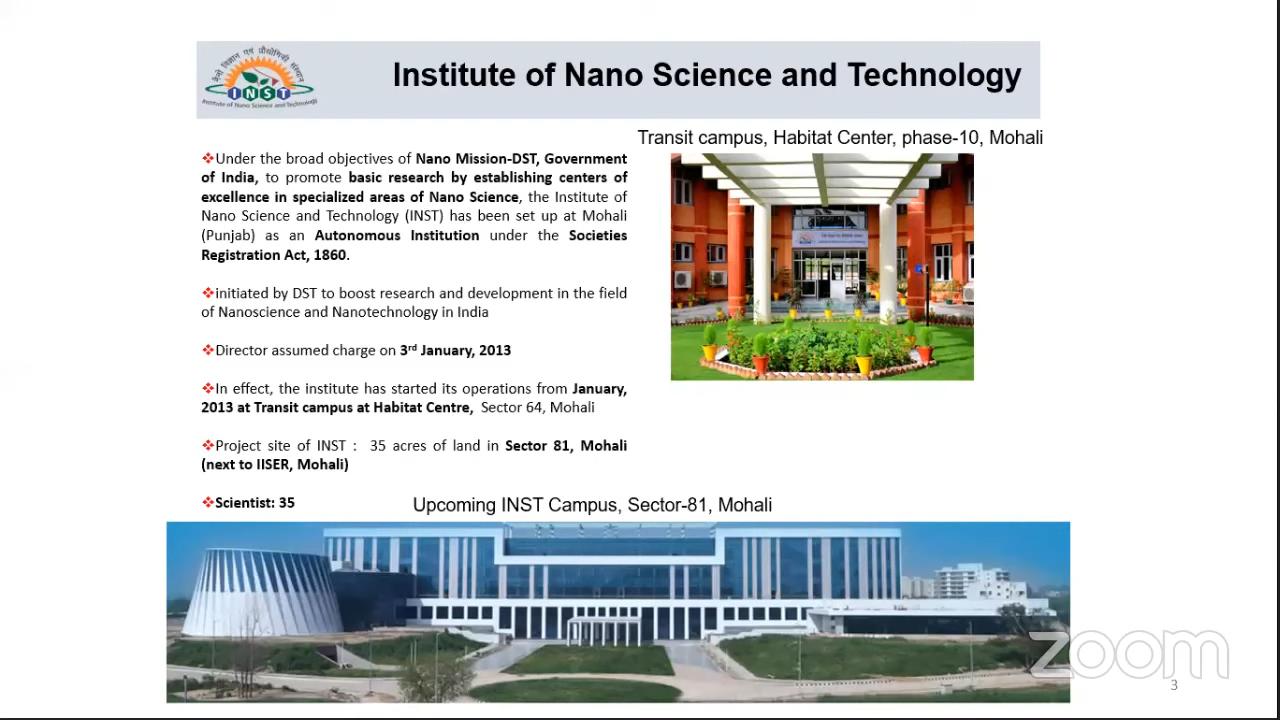 नैनो विज्ञान एवं प्रौद्योगिकी संस्थान
INST
Institute of Nano Science and Technology
Institute of Nano Science and Technology
Transit campus, Habitat Center, phase-10, Mohali
❖Under the broad objectives of Nano Mission-DST, Government
of India, to promote basic research by establishing centers of
excellence in specialized areas of Nano Science, the Institute of
Nano Science and Technology (INST) has been set up at Mohali
(Punjab) as an Autonomous Institution under the Societies
Registration Act, 1860.
❖initiated by DST to boost research and development in the field
of Nanoscience and Nanotechnology in India
❖Director assumed charge on 3rd January, 2013
❖In effect, the institute has started its operations from January,
2013 at Transit campus at Habitat Centre, Sector 64, Mohali
❖Project site of INST : 35 acres of land in Sector 81, Mohali
(next to IISER, Mohali)
❖Scientist: 35
Upcoming INST Campus, Sector-81, Mohali
zoom
3